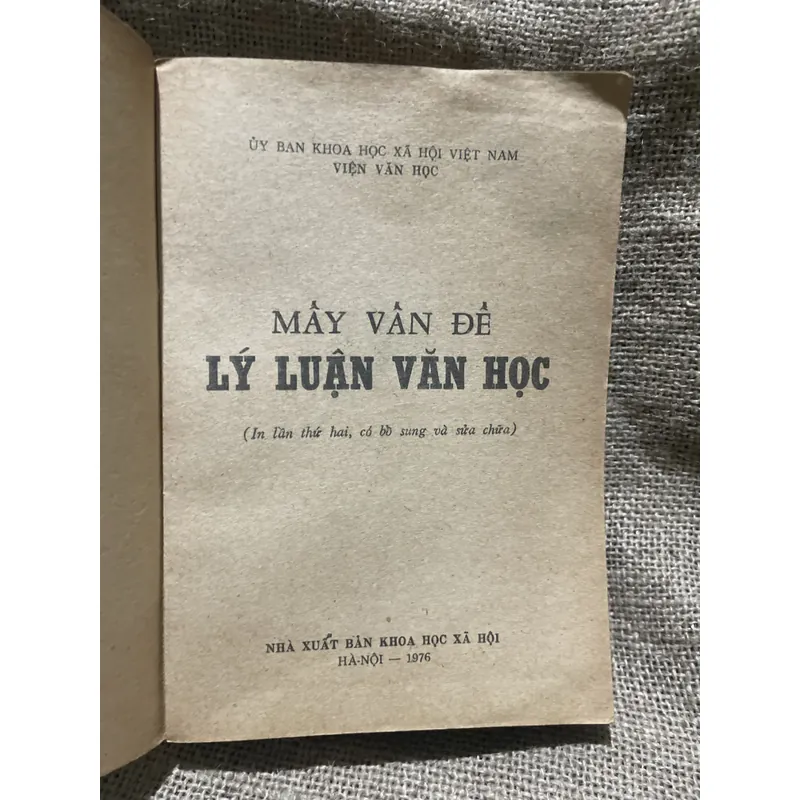 ỦY BAN KHOA HỌC XÃ HỘI VIỆT NAM
VIỆN VĂN HỌC
MẤY VẤN ĐỀ
LÝ LUẬN VĂN HỌC
(In lần thứ hai, có bổ sung và sửa chữa)
NHÀ XUẤT BẢN KHOA HỌC XÃ HỘI
HÀ-NỘI — 1976